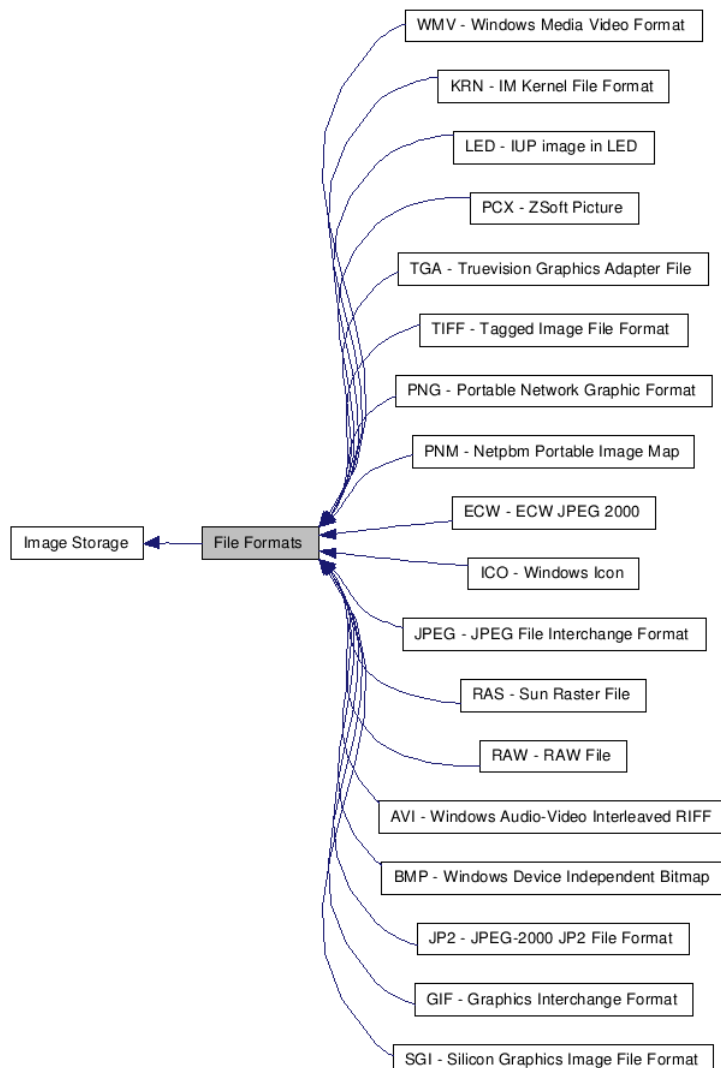 WMV - Windows Media Video Format
KRN - IM Kernel File Format
LED - IUP image in LED
PCX - ZSoft Picture
TGA - Truevision Graphics Adapter File
TIFF - Tagged Image File Format
PNG - Portable Network Graphic Format
PNM - Netpbm Portable Image Map
ECW - ECW JPEG 2000
Image Storage
File Formats
ICO - Windows Icon
JPEG - JPEG File Interchange Format
RAS - Sun Raster File
RAW - RAW File
AVI - Windows Audio-Video Interleaved RIFF
BMP - Windows Device Independent Bitmap
JP2 - JPEG-2000 JP2 File Format
GIF - Graphics Interchange Format
SGI - Silicon Graphics Image File Format